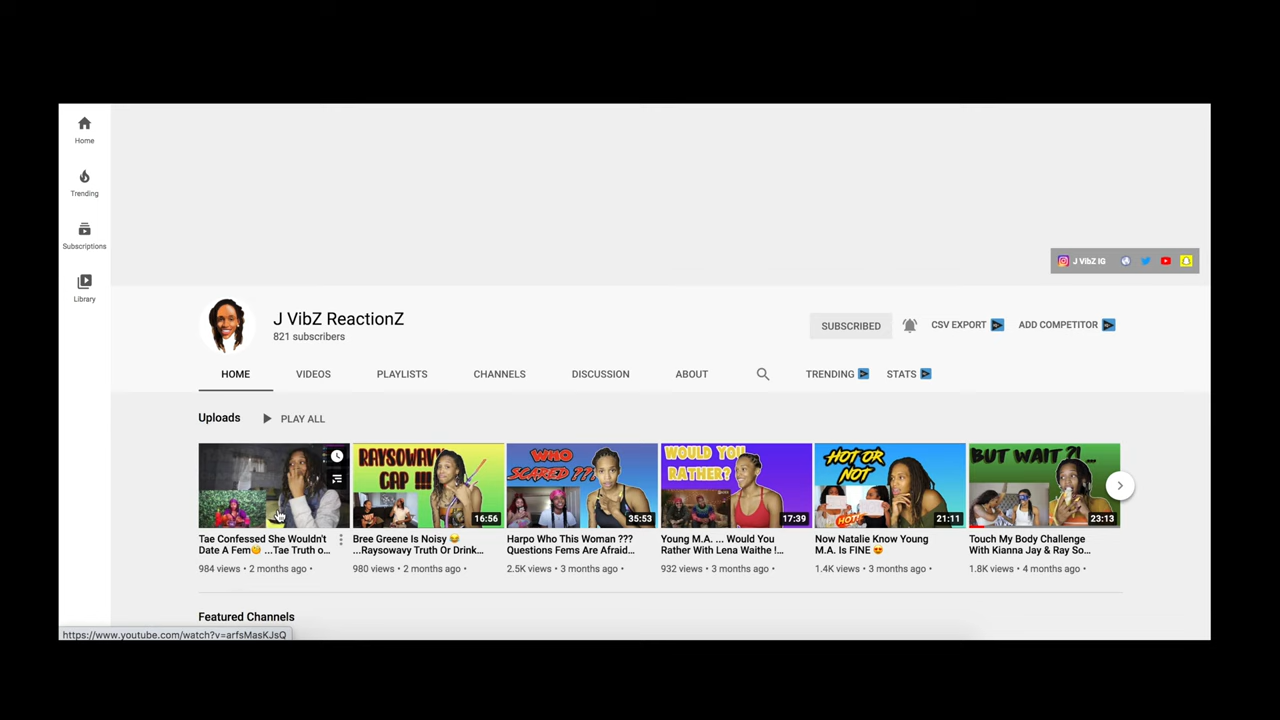 Home
Trending
Subscriptions
Library
J VibZ IG
J VibZ ReactionZ
821 subscribers
SUBSCRIBED
CSV EXPORT
ADD COMPETITOR
HOME VIDEOS PLAYLISTS CHANNELS DISCUSSION ABOUT TRENDING STATS
Uploads PLAY ALL
RAYSOWAVY
CAP !!!
16:56
WHO
SCARED ???
35:53
WOULD YOU
RATHER?
17:39
HOT OR
NOT
HOT!
21:11
BUT WAIT ?! ...
23:13
Tae Confessed She Wouldn't
Date A Fem😕 ...Tae Truth o...
984 views • 2 months ago •
Bree Greene Is Noisy 😂
...Raysowavy Truth Or Drink...
980 views • 2 months ago •
Harpo Who This Woman ???
Questions Fems Are Afraid...
2.5K views • 3 months ago •
Young M.A. ... Would You
Rather With Lena Waithe !...
932 views • 3 months ago •
Now Natalie Know Young
M.A. Is FINE 😍
1.4K views • 3 months ago •
Touch My Body Challenge
With Kianna Jay & Ray So...
1.8K views • 4 months ago •
Featured Channels
https://www.youtube.com/watch?v=arfsMasKJsQ